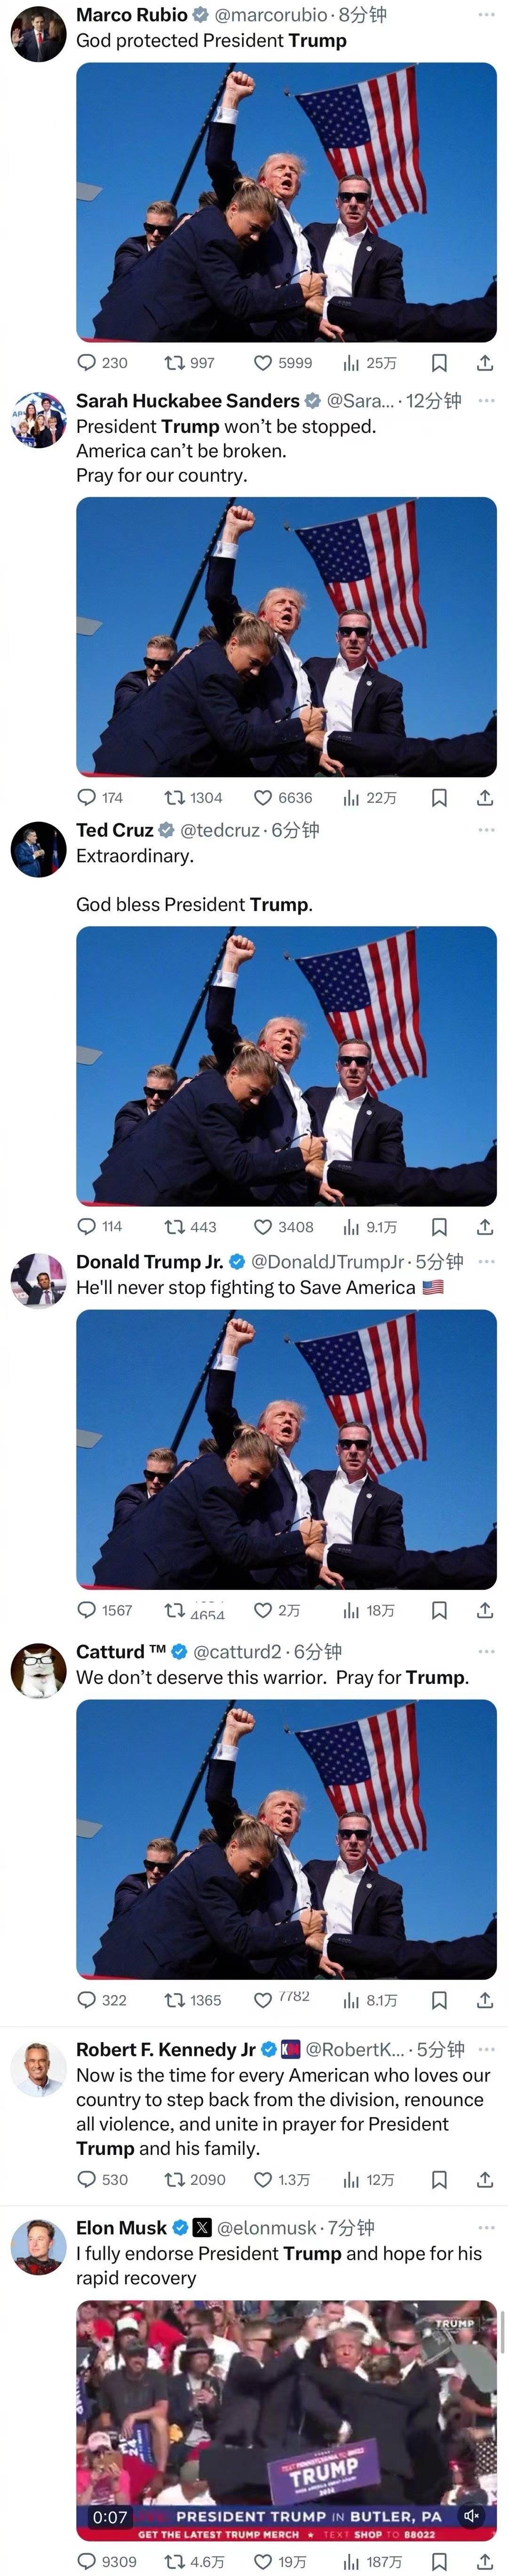 Marco Rubio @marcorubio · 8分钟
God protected President Trump
230 997 5999 25万
Sarah Huckabee Sanders @Sara... · 12分钟
President Trump won't be stopped.
America can't be broken.
Pray for our country.
174 1304 6636 22万
Ted Cruz @tedcruz · 6分钟
Extraordinary.
God bless President Trump.
114 443 3408 9.1万
Donald Trump Jr. @DonaldJTrumpJr · 5分钟
He'll never stop fighting to Save America 🇺🇸
1567 4654 2万 18万
Catturd ™ @catturd2 · 6分钟
We don't deserve this warrior. Pray for Trump.
322 1365 7782 8.1万
Robert F. Kennedy Jr @RobertK... · 5分钟
Now is the time for every American who loves our
country to step back from the division, renounce
all violence, and unite in prayer for President
Trump and his family.
530 2090 1.3万 12万
Elon Musk X @elonmusk · 7分钟
I fully endorse President Trump and hope for his
rapid recovery
TRUMP
TRUMP
0:07 PRESIDENT TRUMP IN BUTLER, PA
GET THE LATEST TRUMP MERCH ★ TEXT SHOP TO 88022
9309 4.6万 19万 187万